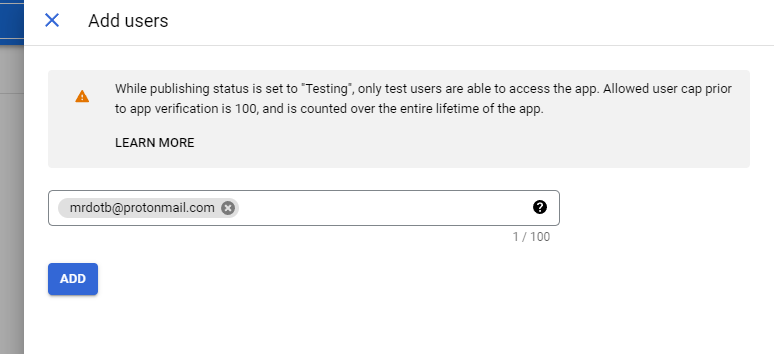 Add users
While publishing status is set to "Testing", only test users are able to access the app. Allowed user cap prior
to app verification is 100, and is counted over the entire lifetime of the app.
LEARN MORE
mrdotb@protonmail.com
1 / 100
ADD